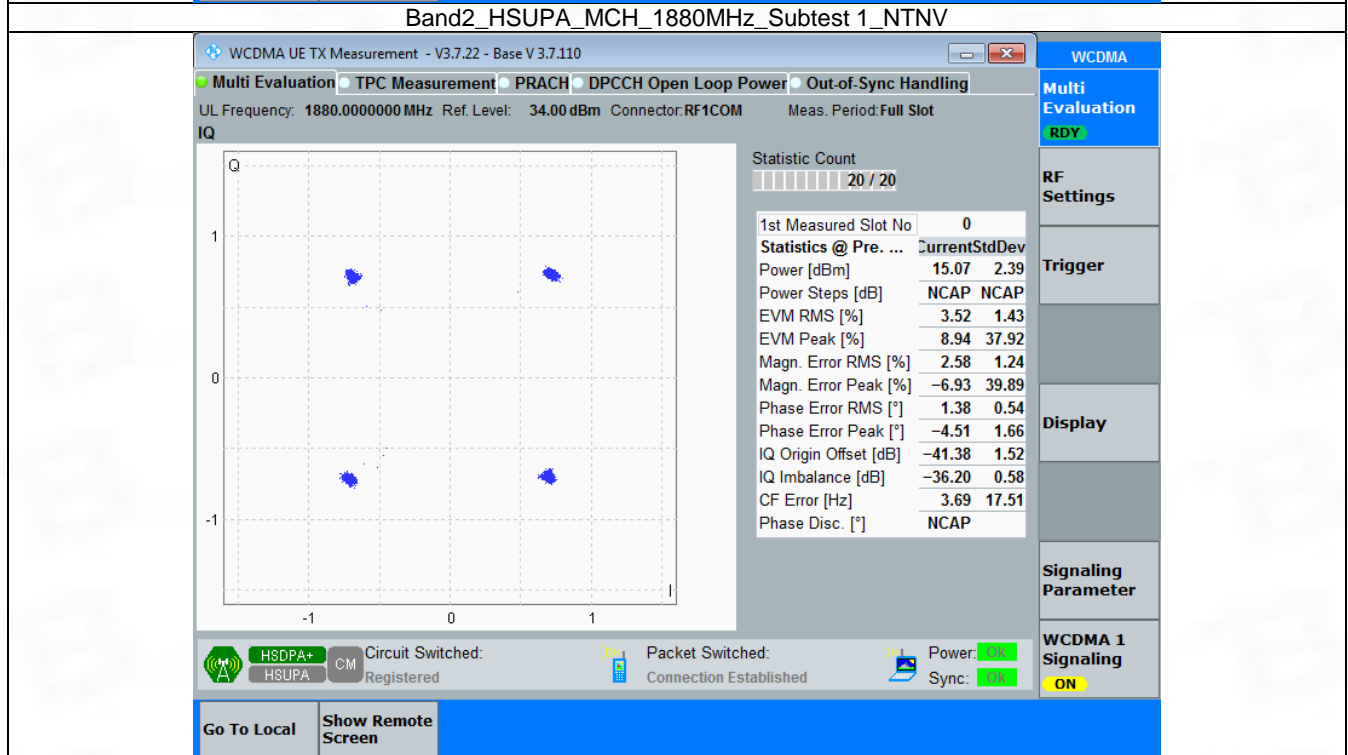 Band2_HSUPA_MCH_1880MHz_Subtest 1_NTNV
WCDMA UE TX Measurement - V3.7.22 - Base V 3.7.110
WCDMA
Multi Evaluation TPC Measurement PRACH DPCCH Open Loop Power Out-of-Sync Handling
Multi
Evaluation
RDY
UL Frequency: 1880.0000000 MHz Ref. Level: 34.00 dBm Connector: RF1COM Meas. Period: Full Slot
IQ
Q
1
0
-1
I
-1 0 1
Statistic Count
20 / 20
1st Measured Slot No 0
Statistics @ Pre. ... Current StdDev
Power [dBm] 15.07 2.39
Power Steps [dB] NCAP NCAP
EVM RMS [%] 3.52 1.43
EVM Peak [%] 8.94 37.92
Magn. Error RMS [%] 2.58 1.24
Magn. Error Peak [%] −6.93 39.89
Phase Error RMS [°] 1.38 0.54
Phase Error Peak [°] −4.51 1.66
IQ Origin Offset [dB] −41.38 1.52
IQ Imbalance [dB] −36.20 0.58
CF Error [Hz] 3.69 17.51
Phase Disc. [°] NCAP
RF
Settings
Trigger
Display
Signaling
Parameter
WCDMA 1
Signaling
ON
HSDPA+
HSUPA
CM
Circuit Switched:
Registered
Packet Switched:
Connection Established
Power: Ok
Sync: Ok
Go To Local
Show Remote
Screen